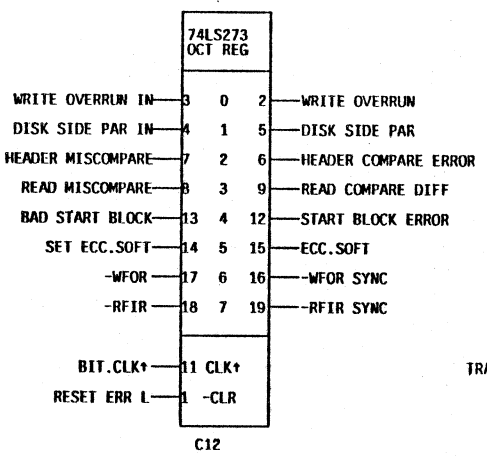 74LS273
OCT REG
WRITE OVERRUN IN 3 0 2 WRITE OVERRUN
DISK SIDE PAR IN 4 1 5 DISK SIDE PAR
HEADER MISCOMPARE 7 2 6 HEADER COMPARE ERROR
READ MISCOMPARE 8 3 9 READ COMPARE DIFF
BAD START BLOCK 13 4 12 START BLOCK ERROR
SET ECC.SOFT 14 5 15 ECC.SOFT
-WFOR 17 6 16 -WFOR SYNC
-RFIR 18 7 19 -RFIR SYNC
BIT.CLK↑ 11 CLK↑ TRA
RESET ERR L 1 -CLR
C12